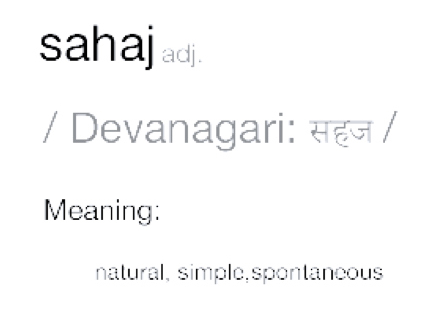 sahaj adj.
/ Devanagari: सहज /
Meaning:
natural, simple,spontaneous